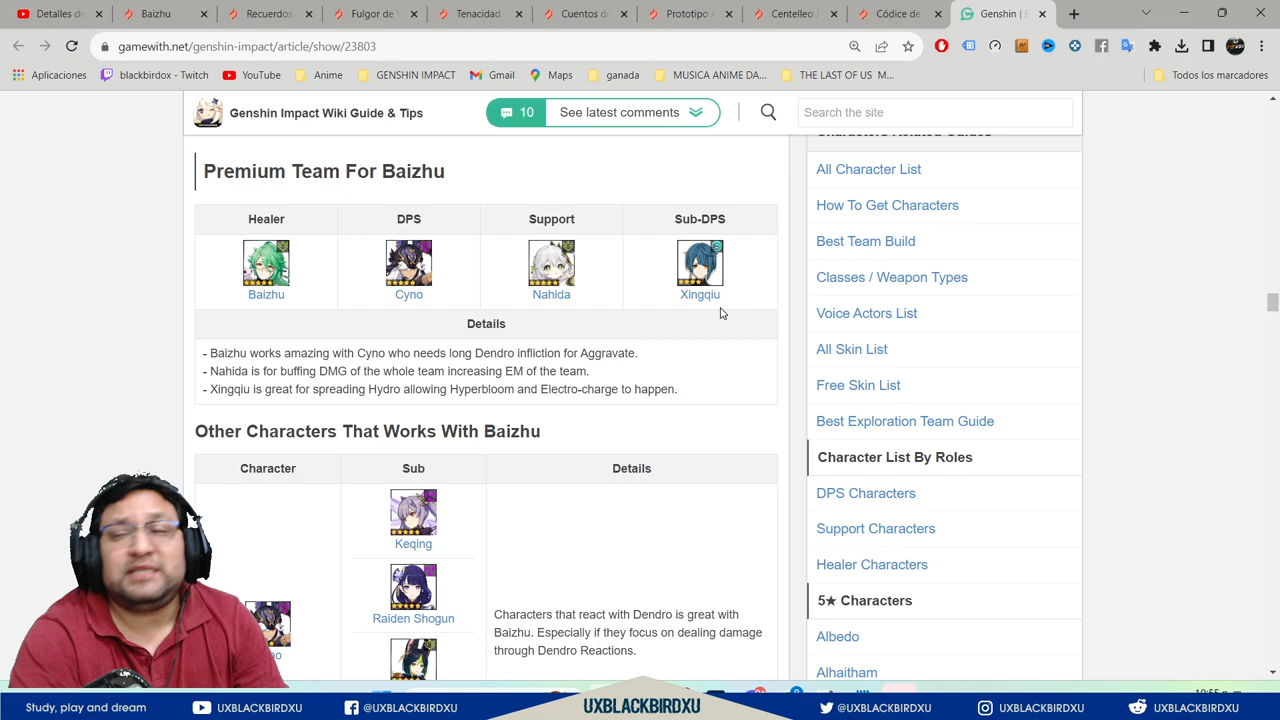 Detalles de
Baizhu
Recuerdos
Fulgor de
Tenacidad
Cuentos de
Prototipo
Centelleo
Códice de
Genshin |
gamewith.net/genshin-impact/article/show/23803
Aplicaciones
blackbirdox - Twitch
YouTube
Anime
GENSHIN IMPACT
Gmail
Maps
ganada
MUSICA ANIME DA...
THE LAST OF US M...
Todos los marcadores
Genshin Impact Wiki Guide & Tips
10
See latest comments
Search the site
Characters Related Guides
Premium Team For Baizhu
Healer
DPS
Support
Sub-DPS
Baizhu
Cyno
Nahida
Xingqiu
Details
- Baizhu works amazing with Cyno who needs long Dendro infliction for Aggravate.
- Nahida is for buffing DMG of the whole team increasing EM of the team.
- Xingqiu is great for spreading Hydro allowing Hyperbloom and Electro-charge to happen.
Other Characters That Works With Baizhu
Character
Sub
Details
Keqing
Raiden Shogun
Characters that react with Dendro is great with
Baizhu. Especially if they focus on dealing damage
through Dendro Reactions.
All Character List
How To Get Characters
Best Team Build
Classes / Weapon Types
Voice Actors List
All Skin List
Free Skin List
Best Exploration Team Guide
Character List By Roles
DPS Characters
Support Characters
Healer Characters
5★ Characters
Albedo
Alhaitham
Study, play and dream
UXBLACKBIRDXU
@UXBLACKBIRDXU
UXBLACKBIRDXU
@UXBLACKBIRDXU
UXBLACKBIRDXU
UXBLACKBIRDXU